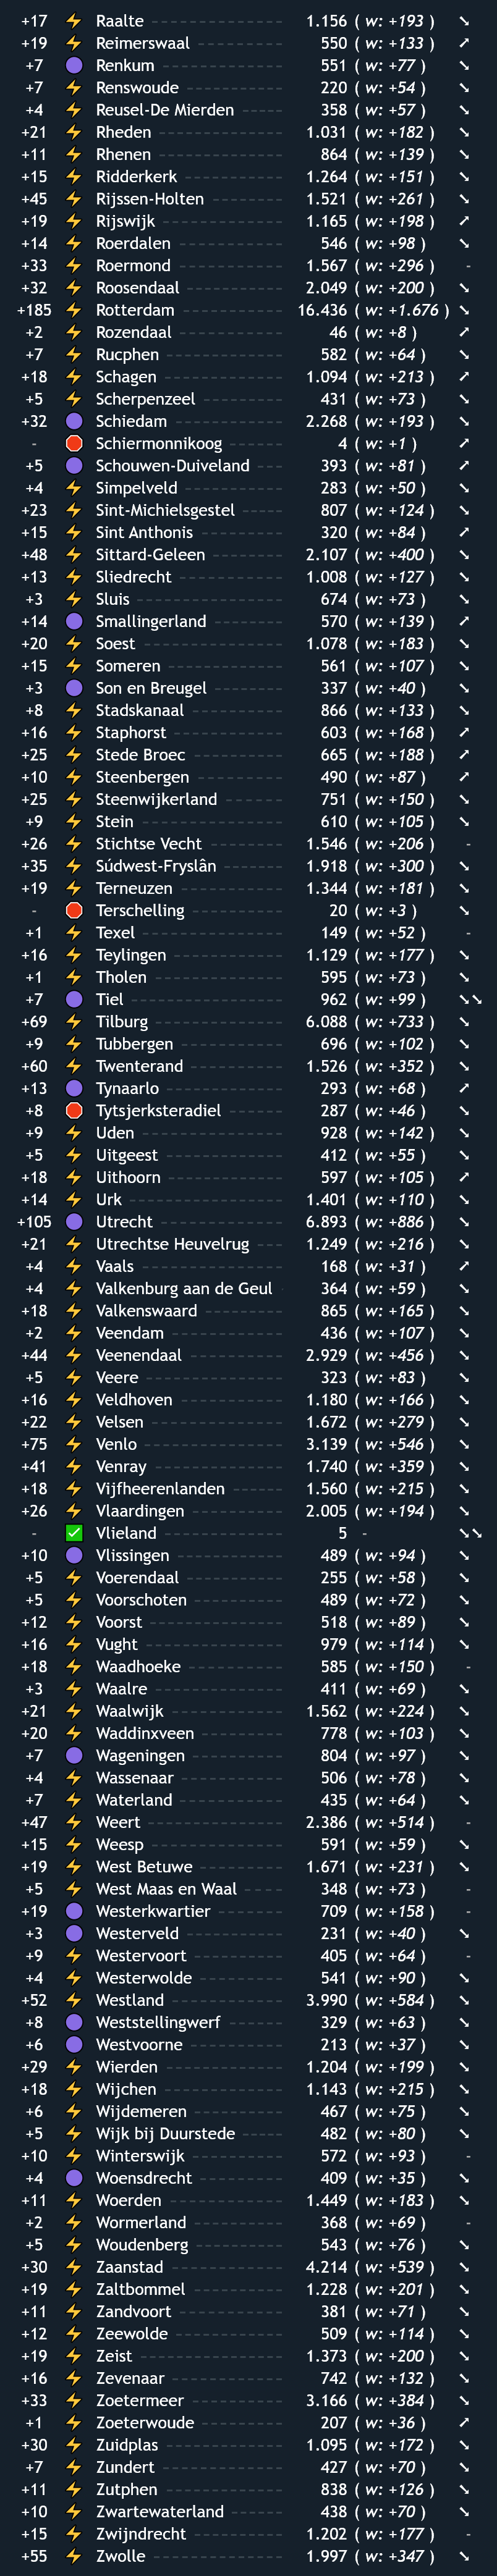 +17 ⚡ Raalte 1.156 ( w: +193 ) ↘
+19 ⚡ Reimerswaal 550 ( w: +133 ) ↗
+7 🟣 Renkum 551 ( w: +77 ) ↘
+7 ⚡ Renswoude 220 ( w: +54 ) ↘
+4 ⚡ Reusel-De Mierden 358 ( w: +57 ) ↘
+21 ⚡ Rheden 1.031 ( w: +182 ) ↘
+11 ⚡ Rhenen 864 ( w: +139 ) ↘
+15 ⚡ Ridderkerk 1.264 ( w: +151 ) ↘
+45 ⚡ Rijssen-Holten 1.521 ( w: +261 ) ↘
+19 ⚡ Rijswijk 1.165 ( w: +198 ) ↗
+14 ⚡ Roerdalen 546 ( w: +98 ) ↘
+33 ⚡ Roermond 1.567 ( w: +296 ) -
+32 ⚡ Roosendaal 2.049 ( w: +200 ) ↘
+185 ⚡ Rotterdam 16.436 ( w: +1.676 ) ↘
+2 ⚡ Rozendaal 46 ( w: +8 ) ↗
+7 ⚡ Rucphen 582 ( w: +64 ) ↘
+18 ⚡ Schagen 1.094 ( w: +213 ) ↗
+5 ⚡ Scherpenzeel 431 ( w: +73 ) ↘
+32 🟣 Schiedam 2.268 ( w: +193 ) ↘
- 🛑 Schiermonnikoog 4 ( w: +1 ) ↗
+5 🟣 Schouwen-Duiveland 393 ( w: +81 ) ↗
+4 ⚡ Simpelveld 283 ( w: +50 ) ↘
+23 ⚡ Sint-Michielsgestel 807 ( w: +124 ) ↘
+15 ⚡ Sint Anthonis 320 ( w: +84 ) ↗
+48 ⚡ Sittard-Geleen 2.107 ( w: +400 ) ↘
+13 ⚡ Sliedrecht 1.008 ( w: +127 ) ↘
+3 ⚡ Sluis 674 ( w: +73 ) ↘
+14 🟣 Smallingerland 570 ( w: +139 ) ↗
+20 ⚡ Soest 1.078 ( w: +183 ) ↘
+15 ⚡ Someren 561 ( w: +107 ) ↘
+3 🟣 Son en Breugel 337 ( w: +40 ) ↘
+8 ⚡ Stadskanaal 866 ( w: +133 ) ↘
+16 ⚡ Staphorst 603 ( w: +168 ) ↗
+25 ⚡ Stede Broec 665 ( w: +188 ) ↗
+10 ⚡ Steenbergen 490 ( w: +87 ) ↗
+25 ⚡ Steenwijkerland 751 ( w: +150 ) ↘
+9 ⚡ Stein 610 ( w: +105 ) ↘
+26 ⚡ Stichtse Vecht 1.546 ( w: +206 ) -
+35 ⚡ Súdwest-Fryslân 1.918 ( w: +300 ) ↘
+19 ⚡ Terneuzen 1.344 ( w: +181 ) ↘
- 🛑 Terschelling 20 ( w: +3 ) ↘
+1 ⚡ Texel 149 ( w: +52 ) -
+16 ⚡ Teylingen 1.129 ( w: +177 ) ↘
+1 ⚡ Tholen 595 ( w: +73 ) ↘
+7 🟣 Tiel 962 ( w: +99 ) ↘↘
+69 ⚡ Tilburg 6.088 ( w: +733 ) ↘
+9 ⚡ Tubbergen 696 ( w: +102 ) ↘
+60 ⚡ Twenterand 1.526 ( w: +352 ) ↘
+13 🟣 Tynaarlo 293 ( w: +68 ) ↗
+8 🛑 Tytsjerksteradiel 287 ( w: +46 ) ↘
+9 ⚡ Uden 928 ( w: +142 ) ↘
+5 ⚡ Uitgeest 412 ( w: +55 ) ↘
+18 ⚡ Uithoorn 597 ( w: +105 ) ↗
+14 ⚡ Urk 1.401 ( w: +110 ) ↘
+105 🟣 Utrecht 6.893 ( w: +886 ) ↘
+21 ⚡ Utrechtse Heuvelrug 1.249 ( w: +216 ) ↘
+4 ⚡ Vaals 168 ( w: +31 ) ↗
+4 ⚡ Valkenburg aan de Geul 364 ( w: +59 ) ↘
+18 ⚡ Valkenswaard 865 ( w: +165 ) ↘
+2 ⚡ Veendam 436 ( w: +107 ) ↘
+44 ⚡ Veenendaal 2.929 ( w: +456 ) ↘
+5 ⚡ Veere 323 ( w: +83 ) ↘
+16 ⚡ Veldhoven 1.180 ( w: +166 ) ↘
+22 ⚡ Velsen 1.672 ( w: +279 ) ↘
+75 ⚡ Venlo 3.139 ( w: +546 ) ↘
+41 ⚡ Venray 1.740 ( w: +359 ) ↘
+18 ⚡ Vijfheerenlanden 1.560 ( w: +215 ) ↘
+26 ⚡ Vlaardingen 2.005 ( w: +194 ) ↘
- ✅ Vlieland 5 - ↘↘
+10 🟣 Vlissingen 489 ( w: +94 ) ↘
+5 ⚡ Voerendaal 255 ( w: +58 ) ↘
+5 ⚡ Voorschoten 489 ( w: +72 ) ↘
+12 ⚡ Voorst 518 ( w: +89 ) ↘
+16 ⚡ Vught 979 ( w: +114 ) ↘
+18 ⚡ Waadhoeke 585 ( w: +150 ) -
+3 ⚡ Waalre 411 ( w: +69 ) ↘
+21 ⚡ Waalwijk 1.562 ( w: +224 ) ↘
+20 ⚡ Waddinxveen 778 ( w: +103 ) ↘
+7 🟣 Wageningen 804 ( w: +97 ) ↘
+4 ⚡ Wassenaar 506 ( w: +78 ) ↘
+7 ⚡ Waterland 435 ( w: +64 ) ↘
+47 ⚡ Weert 2.386 ( w: +514 ) -
+15 ⚡ Weesp 591 ( w: +59 ) ↘
+19 ⚡ West Betuwe 1.671 ( w: +231 ) ↘
+5 ⚡ West Maas en Waal 348 ( w: +73 ) -
+19 🟣 Westerkwartier 709 ( w: +158 ) -
+3 🟣 Westerveld 231 ( w: +40 ) ↘
+9 ⚡ Westervoort 405 ( w: +64 ) -
+4 ⚡ Westerwolde 541 ( w: +90 ) ↘
+52 ⚡ Westland 3.990 ( w: +584 ) ↘
+8 🟣 Weststellingwerf 329 ( w: +63 ) ↘
+6 🟣 Westvoorne 213 ( w: +37 ) ↘
+29 ⚡ Wierden 1.204 ( w: +199 ) ↘
+18 ⚡ Wijchen 1.143 ( w: +215 ) ↘
+6 ⚡ Wijdemeren 467 ( w: +75 ) ↘
+5 ⚡ Wijk bij Duurstede 482 ( w: +80 ) ↘
+10 ⚡ Winterswijk 572 ( w: +93 ) -
+4 🟣 Woensdrecht 409 ( w: +35 ) ↘
+11 ⚡ Woerden 1.449 ( w: +183 ) ↘
+2 ⚡ Wormerland 368 ( w: +69 ) -
+5 ⚡ Woudenberg 543 ( w: +76 ) ↘
+30 ⚡ Zaanstad 4.214 ( w: +539 ) ↘
+19 ⚡ Zaltbommel 1.228 ( w: +201 ) ↘
+11 ⚡ Zandvoort 381 ( w: +71 ) ↘
+12 ⚡ Zeewolde 509 ( w: +114 ) ↘
+19 ⚡ Zeist 1.373 ( w: +200 ) ↘
+16 ⚡ Zevenaar 742 ( w: +132 ) ↘
+33 ⚡ Zoetermeer 3.166 ( w: +384 ) ↘
+1 ⚡ Zoeterwoude 207 ( w: +36 ) ↗
+30 ⚡ Zuidplas 1.095 ( w: +172 ) ↘
+7 ⚡ Zundert 427 ( w: +70 ) ↘
+11 ⚡ Zutphen 838 ( w: +126 ) ↘
+10 ⚡ Zwartewaterland 438 ( w: +70 ) ↘
+15 ⚡ Zwijndrecht 1.202 ( w: +177 ) -
+55 ⚡ Zwolle 1.997 ( w: +347 ) ↘